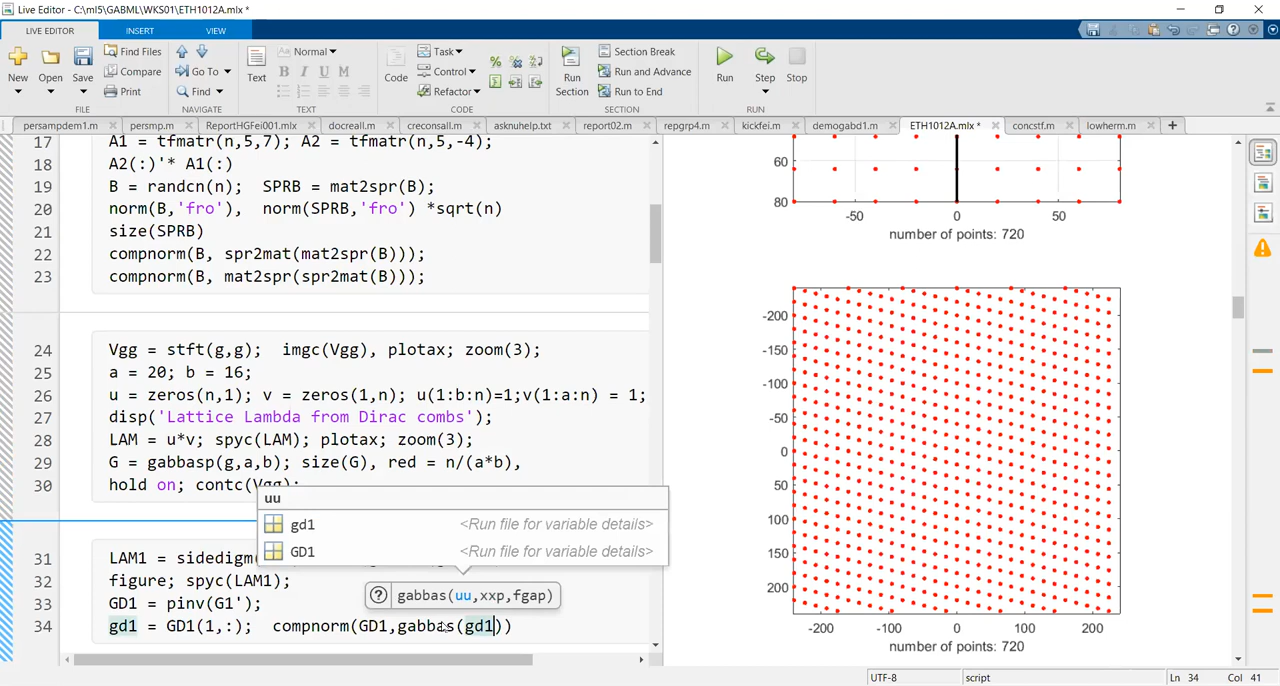 Live Editor - C:\ml5\GABML\WKS01\ETH1012A.mlx *
LIVE EDITOR INSERT VIEW
New Open Save Find Files Compare Print
FILE
Go To Find
NAVIGATE
Text Normal
B I U M
TEXT
Code Task Control Refactor
CODE
Run Section Section Break Run and Advance Run to End
SECTION
Run Step Stop
RUN
persampdem1.m persmp.m ReportHGFei001.mlx docreall.m creconsall.m asknuhelp.txt report02.m repgrp4.m kickfei.m demogabd1.m ETH1012A.mlx * concstf.m lowherm.m
17 A1 = tfmatr(n,5,7); A2 = tfmatr(n,5,-4);
18 A2(:)'* A1(:)
19 B = randcn(n); SPRB = mat2spr(B);
20 norm(B,'fro'), norm(SPRB,'fro') *sqrt(n)
21 size(SPRB)
22 compnorm(B, spr2mat(mat2spr(B)));
23 compnorm(B, mat2spr(spr2mat(B)));
24 Vgg = stft(g,g); imgc(Vgg), plotax; zoom(3);
25 a = 20; b = 16;
26 u = zeros(n,1); v = zeros(1,n); u(1:b:n)=1;v(1:a:n) = 1;
27 disp('Lattice Lambda from Dirac combs');
28 LAM = u*v; spyc(LAM); plotax; zoom(3);
29 G = gabbasp(g,a,b); size(G), red = n/(a*b),
30 hold on; contc(Vgg);
uu
gd1 <Run file for variable details>
GD1 <Run file for variable details>
31 LAM1 = sidedigm(
32 figure; spyc(LAM1);
gabbas(uu,xxp,fgap)
33 GD1 = pinv(G1');
34 gd1 = GD1(1,:); compnorm(GD1,gabbas(gd1))
60
80
-50 0 50
number of points: 720
-200
-150
-100
-50
0
50
100
150
200
-200 -100 0 100 200
number of points: 720
UTF-8 script Ln 34 Col 41